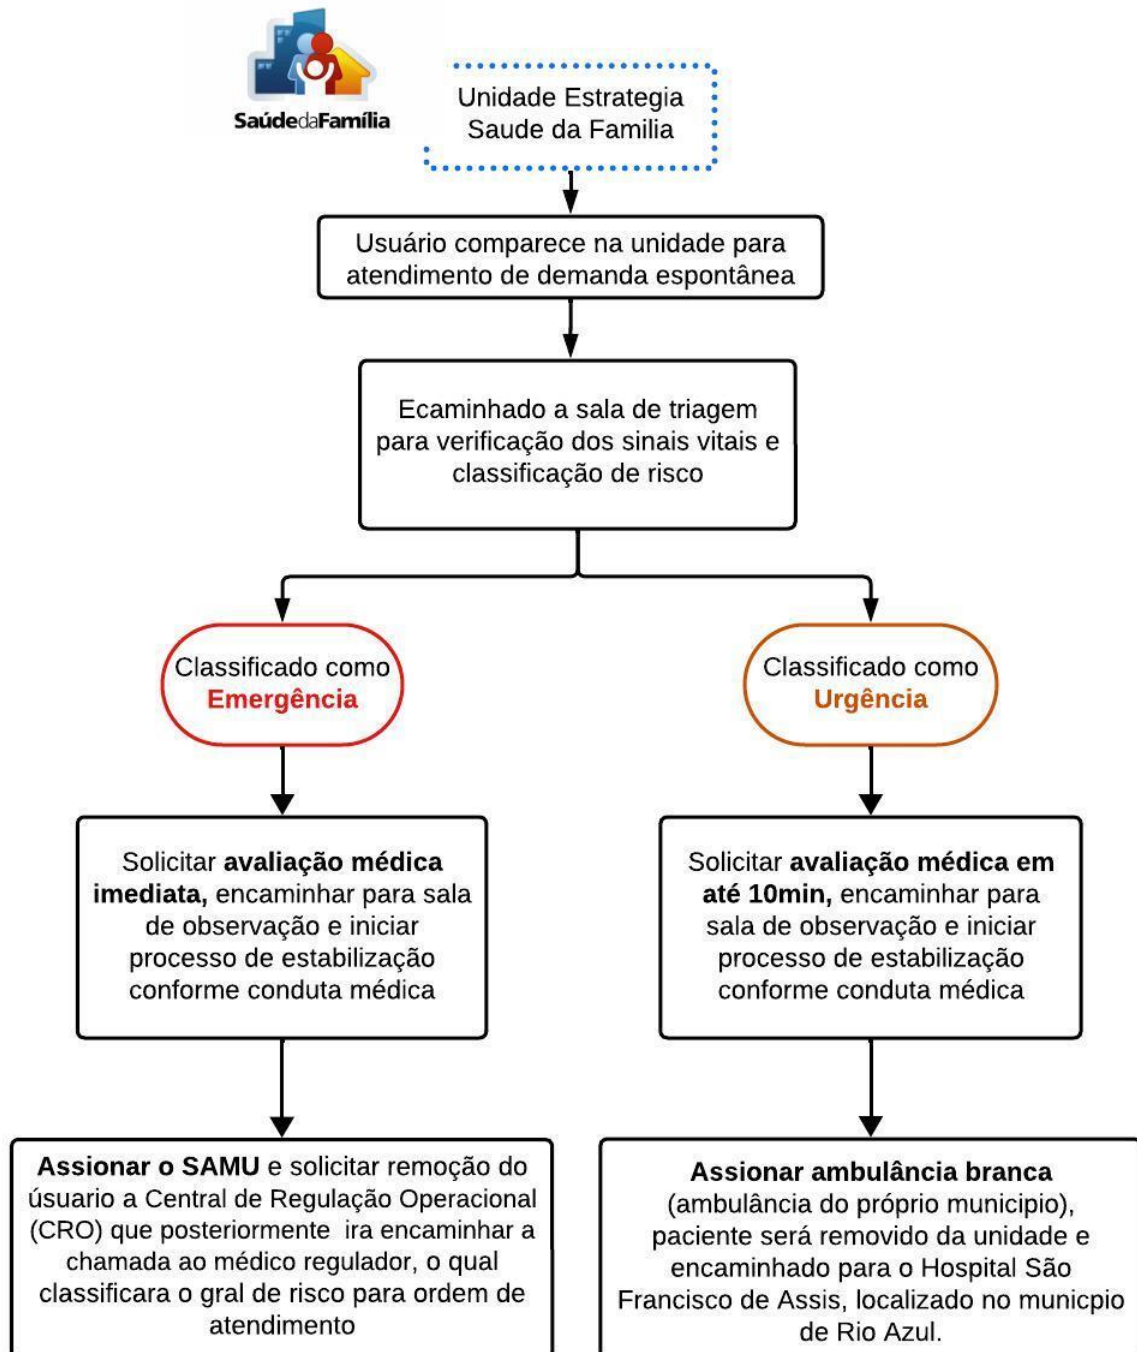 SaúdedaFamília
Unidade Estrategia
Saude da Familia
Usuário comparece na unidade para
atendimento de demanda espontânea
Ecaminhado a sala de triagem
para verificação dos sinais vitais e
classificação de risco
Classificado como
Emergência
Classificado como
Urgência
Solicitar avaliação médica
imediata, encaminhar para sala
de observação e iniciar
processo de estabilização
conforme conduta médica
Solicitar avaliação médica em
até 10min, encaminhar para
sala de observação e iniciar
processo de estabilização
conforme conduta médica
Assionar o SAMU e solicitar remoção do
úsuario a Central de Regulação Operacional
(CRO) que posteriormente ira encaminhar a
chamada ao médico regulador, o qual
classificara o gral de risco para ordem de
atendimento
Assionar ambulância branca
(ambulância do próprio municipio),
paciente será removido da unidade e
encaminhado para o Hospital São
Francisco de Assis, localizado no municpio
de Rio Azul.